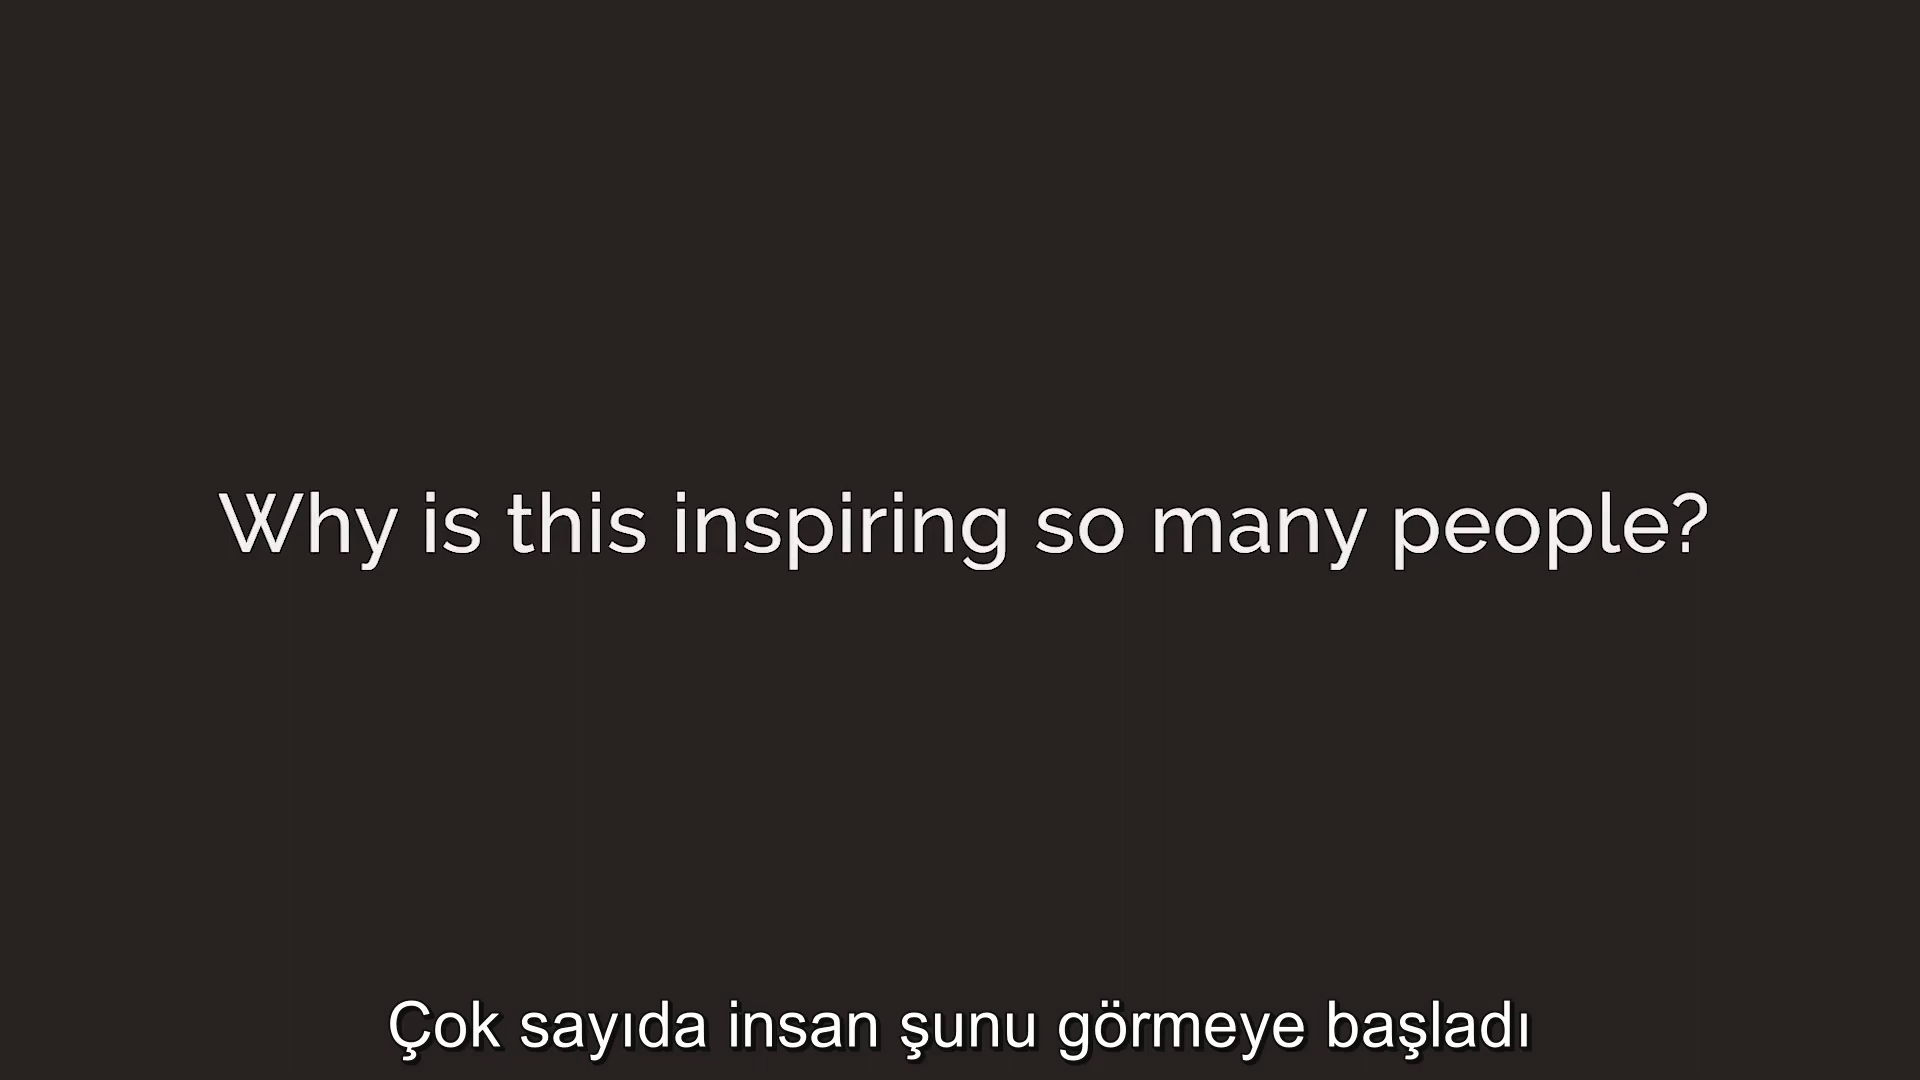 Why is this inspiring so many people?
Çok sayıda insan şunu görmeye başladı